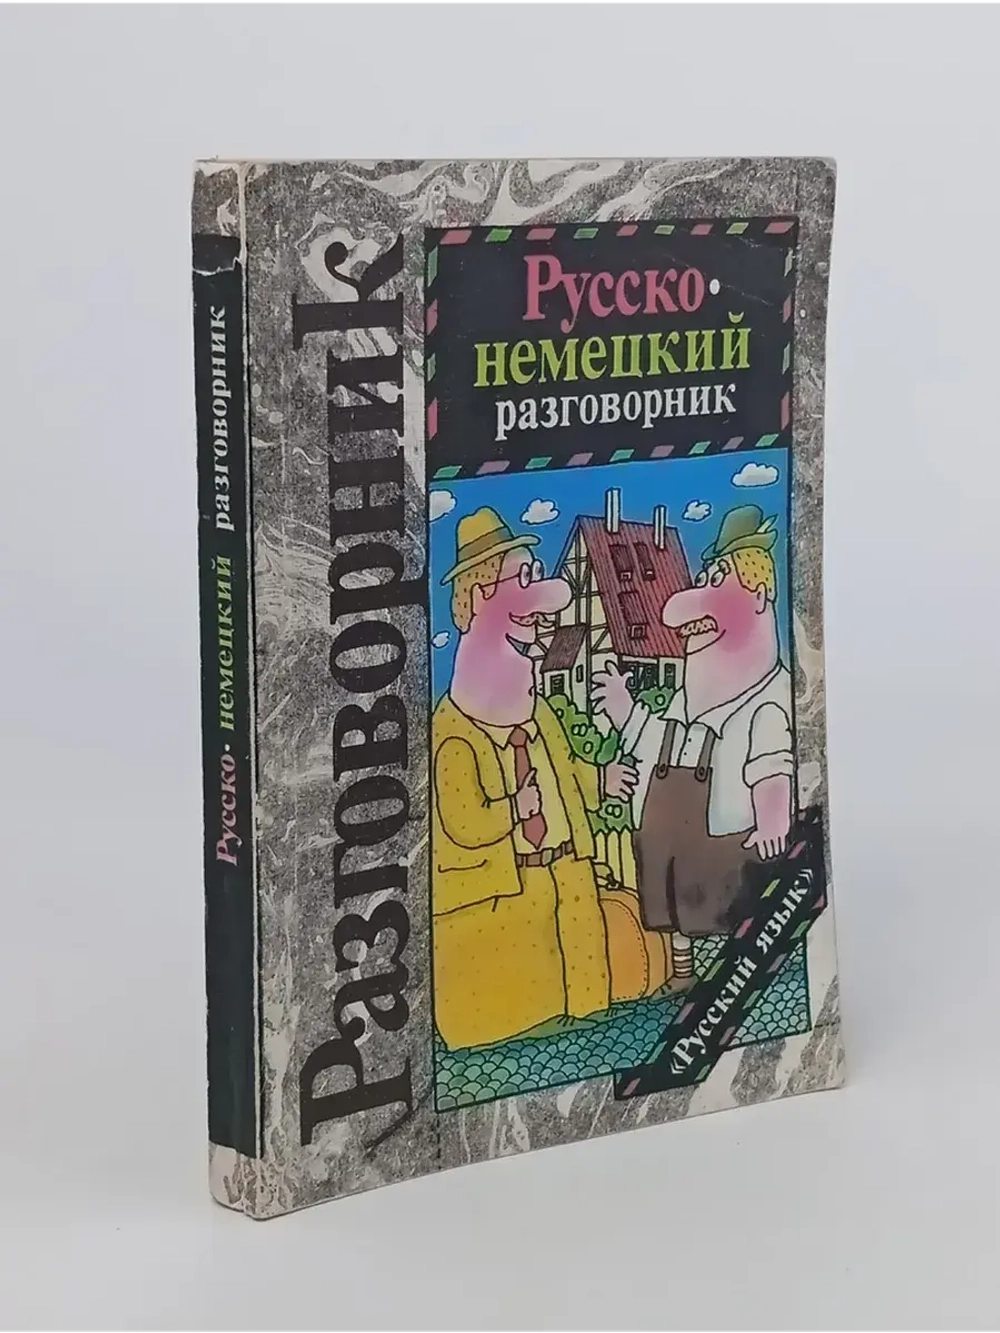 Русско-немецкий разговорник
Разговорник
Русско-
немецкий
разговорник
«Русский язык»